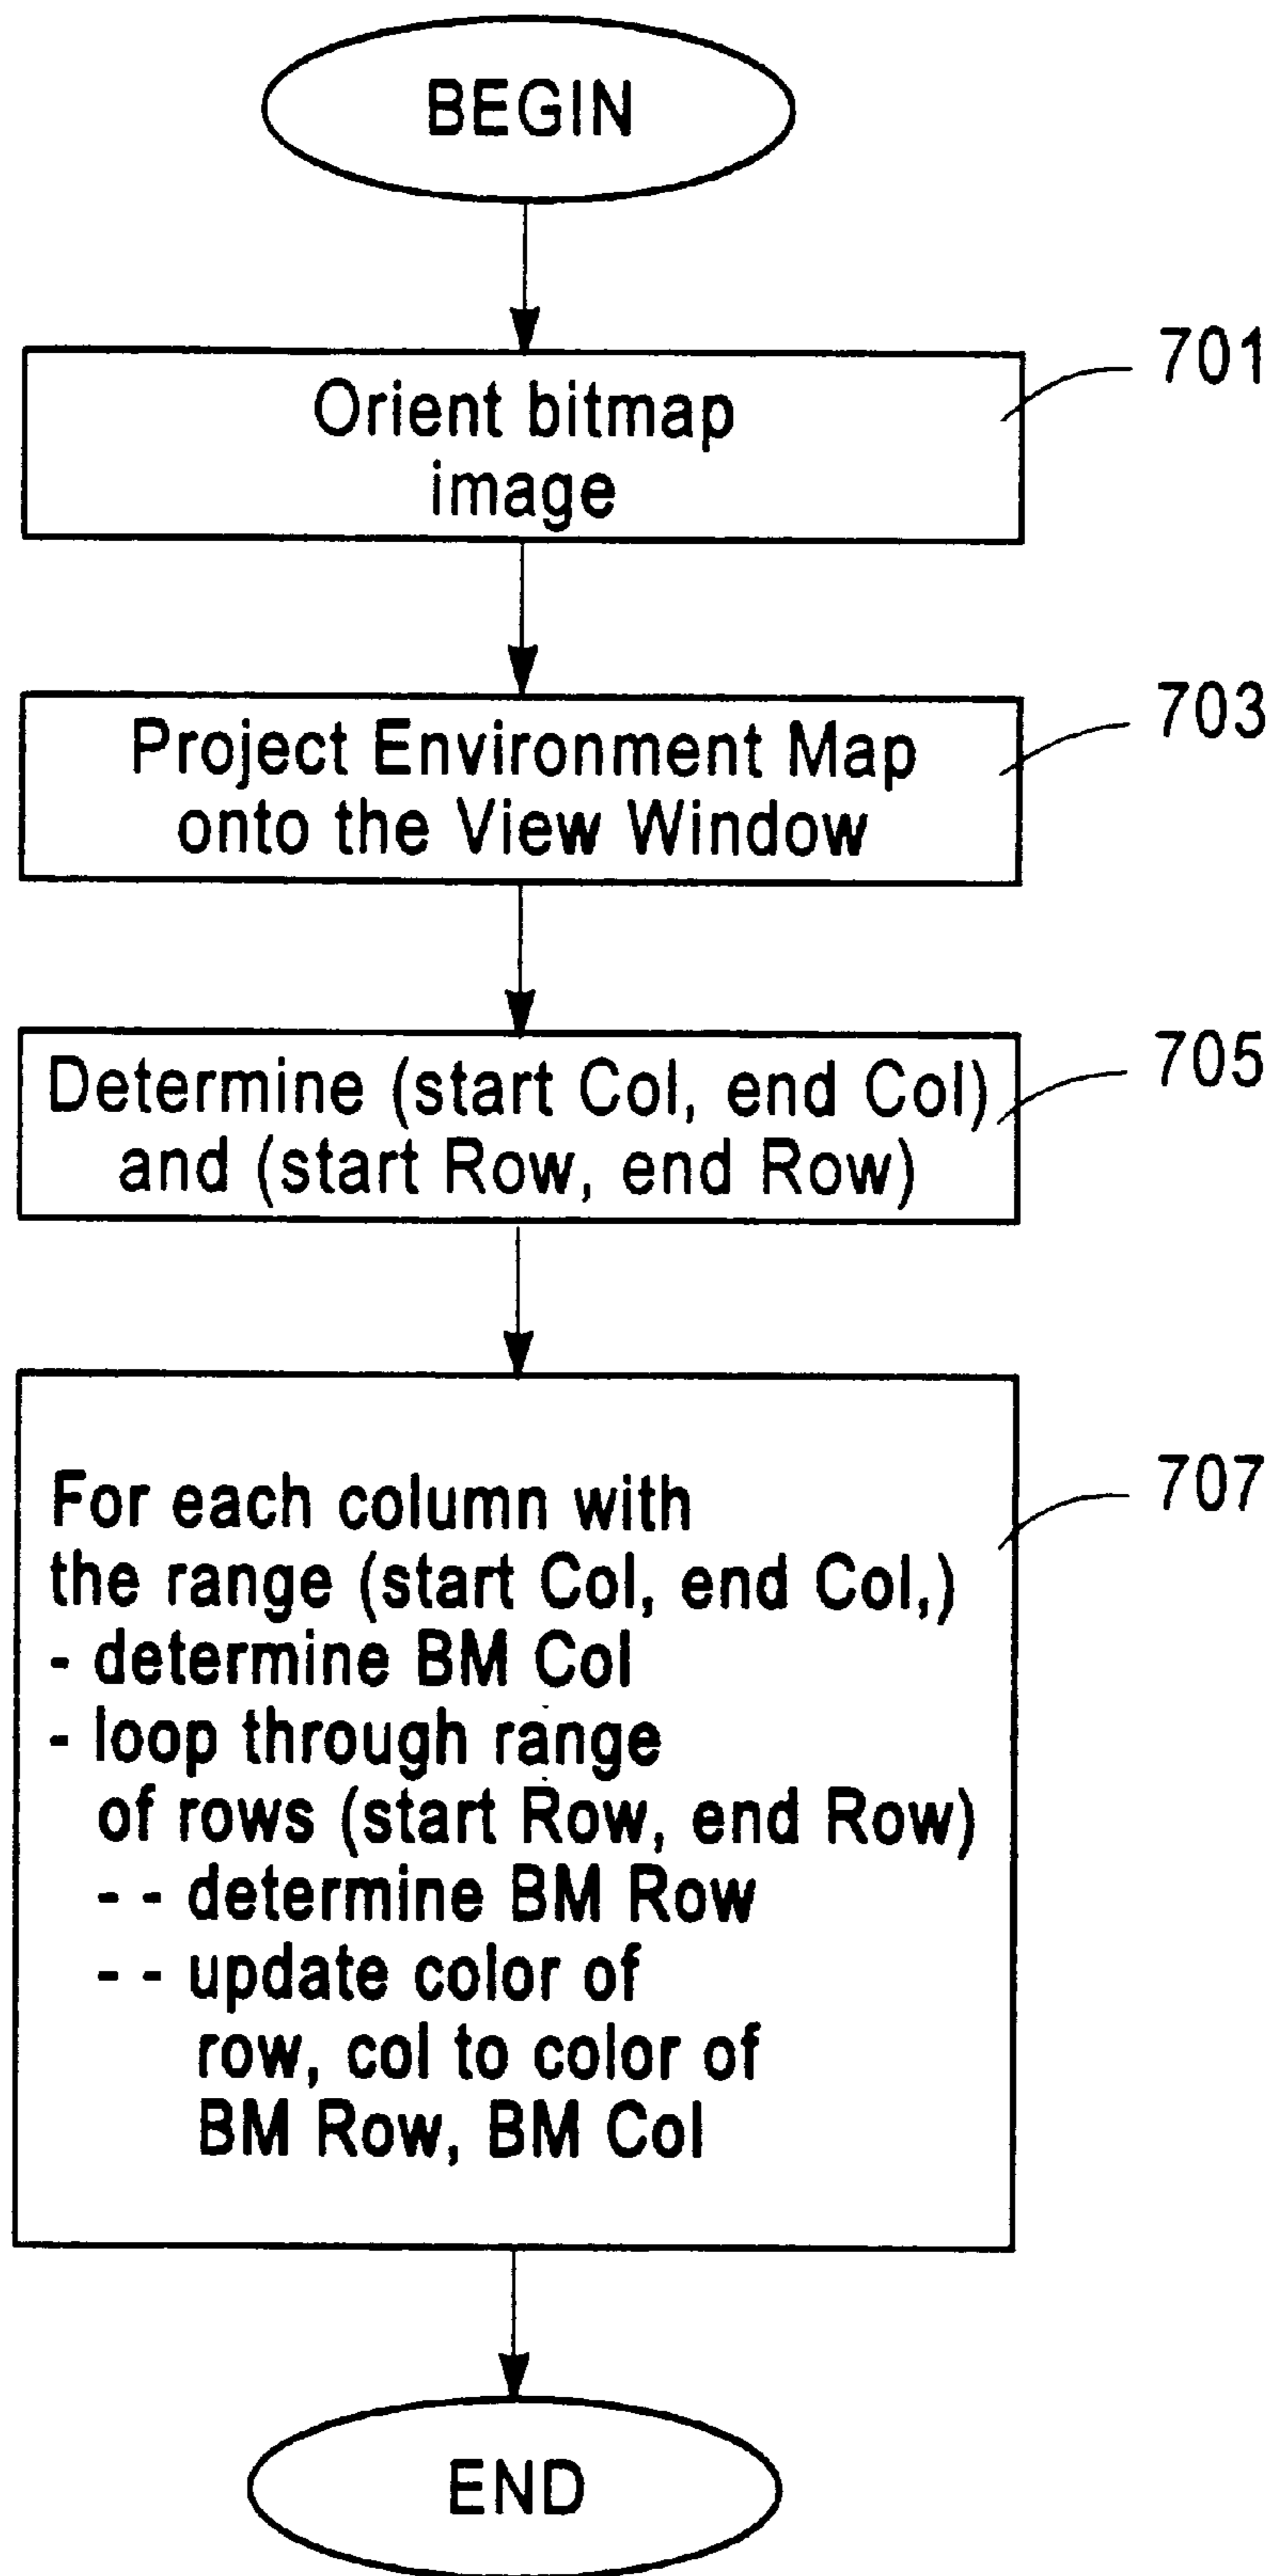 BEGIN
Orient bitmap
image
701
Project Environment Map
onto the View Window
703
Determine (start Col, end Col)
and (start Row, end Row)
705
For each column with
the range (start Col, end Col,)
- determine BM Col
- loop through range
of rows (start Row, end Row)
- - determine BM Row
- - update color of
row, col to color of
BM Row, BM Col
707
END